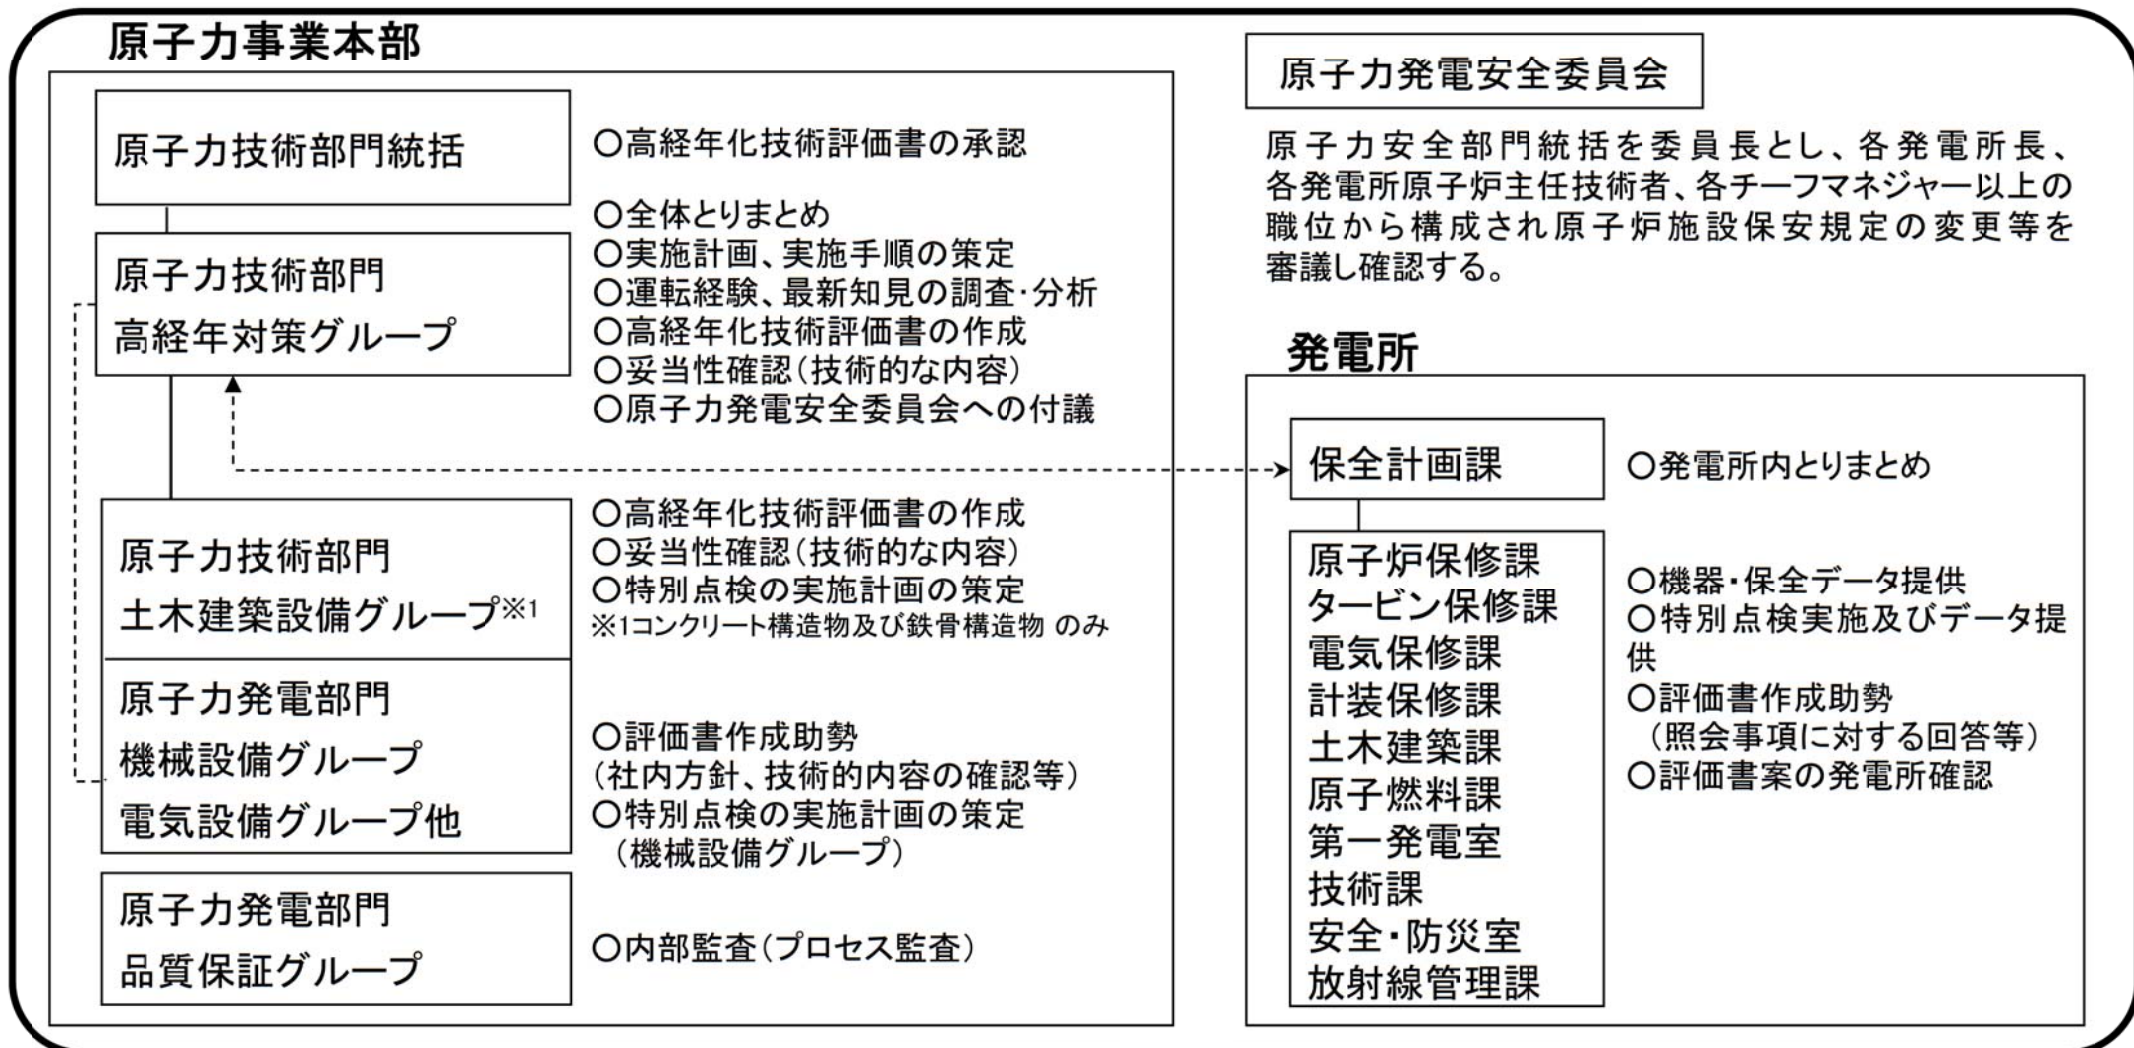 原子力事業本部
原子力技術部門統括
○高経年化技術評価書の承認
原子力技術部門
高経年対策グループ
○全体とりまとめ
○実施計画、実施手順の策定
○運転経験、最新知見の調査・分析
○高経年化技術評価書の作成
○妥当性確認（技術的な内容）
○原子力発電安全委員会への付議
原子力技術部門
土木建築設備グループ※1
○高経年化技術評価書の作成
○妥当性確認（技術的な内容）
○特別点検の実施計画の策定
※1コンクリート構造物及び鉄骨構造物 のみ
原子力発電部門
機械設備グループ
電気設備グループ他
○評価書作成助勢
（社内方針、技術的内容の確認等）
○特別点検の実施計画の策定
（機械設備グループ）
原子力発電部門
品質保証グループ
○内部監査（プロセス監査）
原子力発電安全委員会
原子力安全部門統括を委員長とし、各発電所長、
各発電所原子炉主任技術者、各チーフマネジャー以上の
職位から構成され原子炉施設保安規定の変更等を
審議し確認する。
発電所
保全計画課
○発電所内とりまとめ
原子炉保修課
タービン保修課
電気保修課
計装保修課
土木建築課
原子燃料課
第一発電室
技術課
安全・防災室
放射線管理課
○機器・保全データ提供
○特別点検実施及びデータ提
供
○評価書作成助勢
（照会事項に対する回答等）
○評価書案の発電所確認